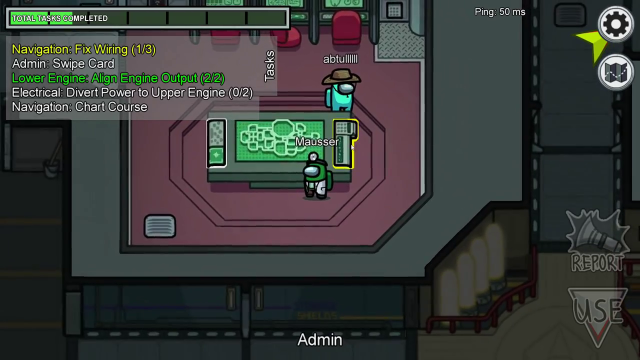 TOTAL TASKS COMPLETED
Ping: 50 ms
Navigation: Fix Wiring (1/3)
Admin: Swipe Card
Lower Engine: Align Engine Output (2/2)
Electrical: Divert Power to Upper Engine (0/2)
Navigation: Chart Course
Tasks
abtullllll
Mausser
REPORT
USE
SHIELDS
Admin